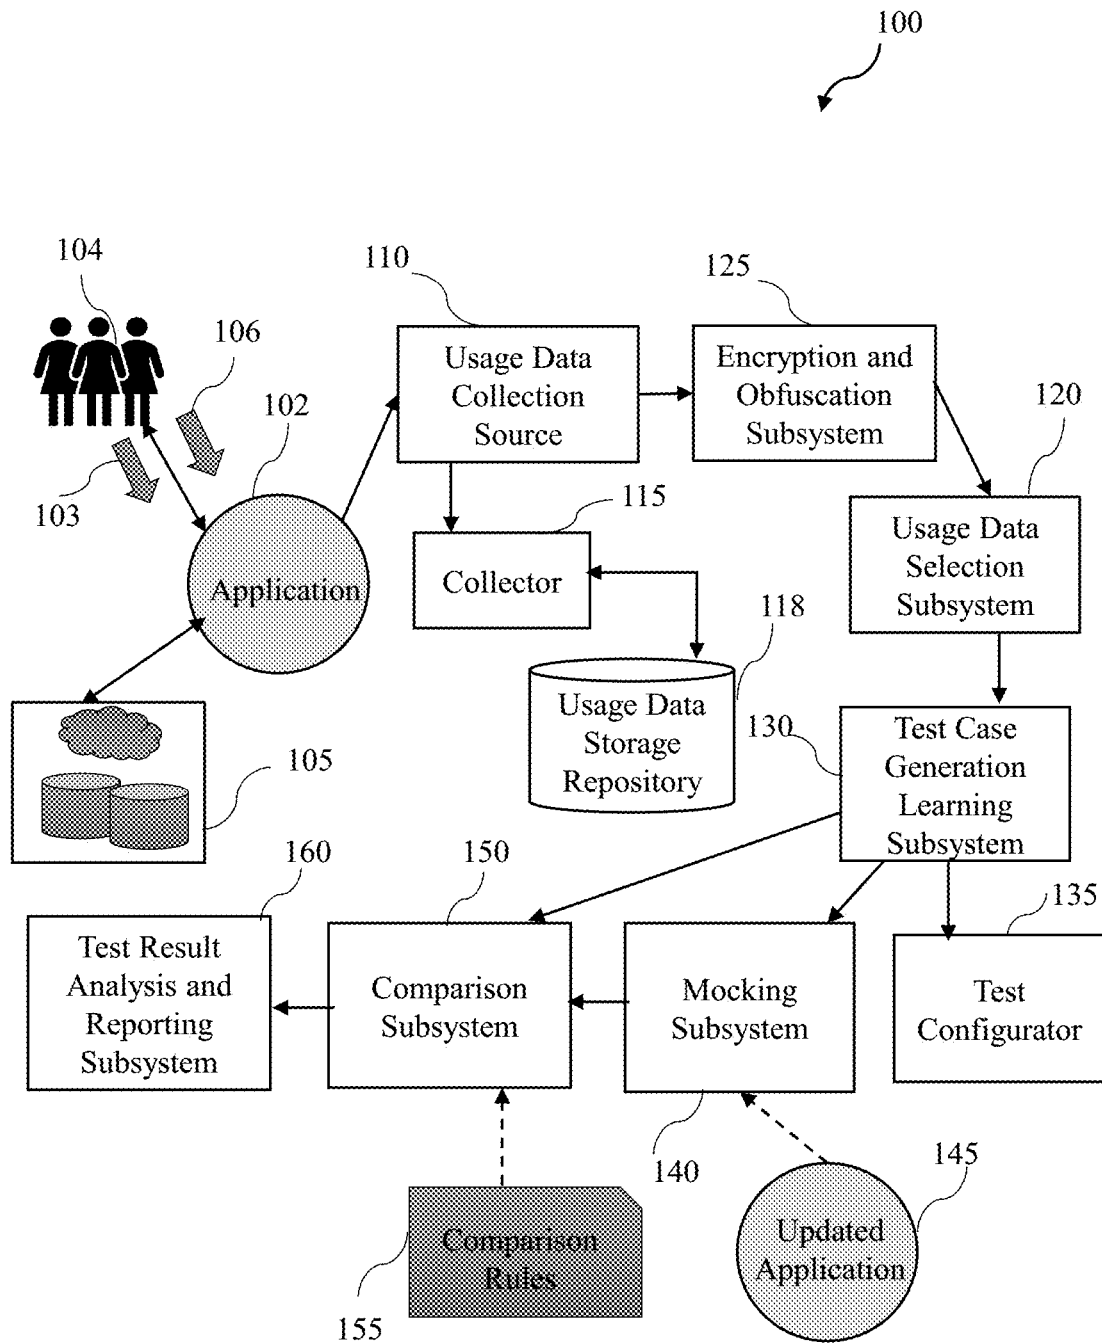 100
104
110
125
106
102
Usage Data
Collection
Source
Encryption and
Obfuscation
Subsystem
120
103
115
Usage Data
Selection
Subsystem
Application
Collector
118
Usage Data
Storage
Repository
130
Test Case
Generation
Learning
Subsystem
105
160
150
135
Test Result
Analysis and
Reporting
Subsystem
Comparison
Subsystem
Mocking
Subsystem
Test
Configurator
140
145
Comparison
Rules
Updated
Application
155